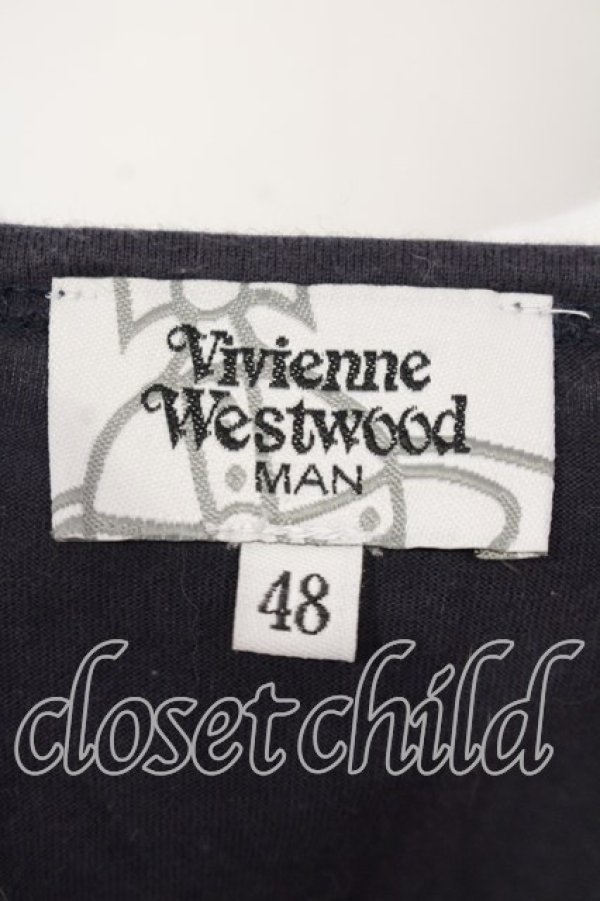 Vivienne
Westwood
MAN
48
closet child